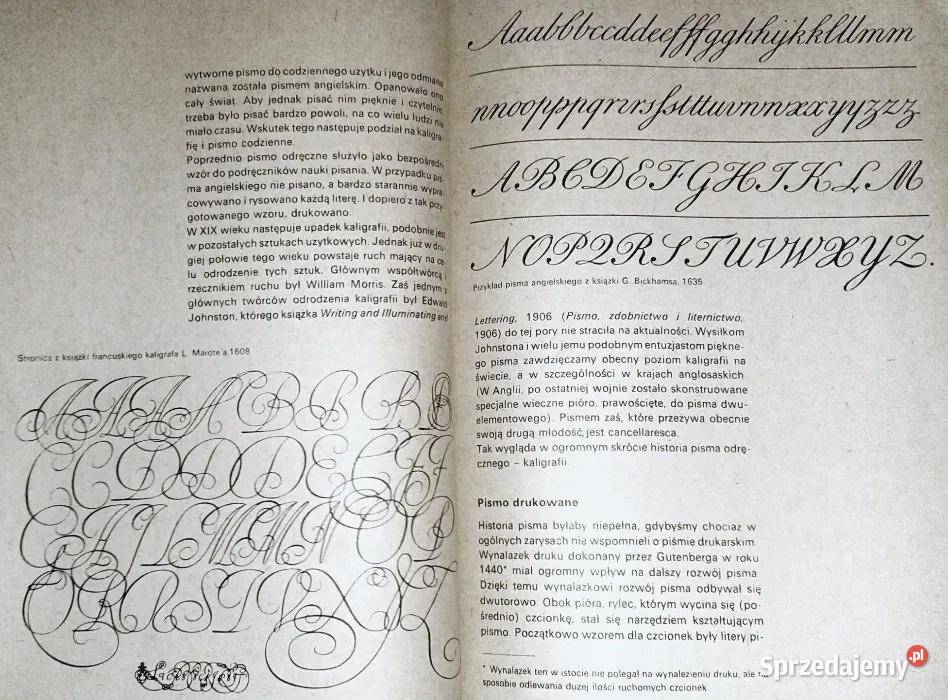 wytworne pismo do codziennego uzytku i jego odmiana
nazwana została pismem angielskim. Opanowało ono
cały świat. Aby jednak pisać nim pięknie i czytelnie,
trzeba było pisać bardzo powoli, na co wielu ludzi nie
miało czasu. Wskutek tego następuje podział na kaligra-
fię i pismo codzienne.
Poprzednio pismo odręczne służyło jako bezpośredni
wzór do podręczników nauki pisania. W przypadku pis-
ma angielskiego nie pisano, a bardzo starannie wypra-
cowywano i rysowano każdą literę. I dopiero z tak przy-
gotowanego wzoru, drukowano.
W XIX wieku następuje upadek kaligrafii, podobnie jest
w pozostałych sztukach uzytkowych. Jednak już w dru-
giej połowie tego wieku powstaje ruch mający na ce-
lu odrodzenie tych sztuk. Głównym współtwórcą i
rzecznikiem ruchu był William Morris. Zaś jednym z
głównych twórców odrodzenia kaligrafii był Edward
Johnston, którego książka Writing and Illuminating and
Stronica z książki francuskiego kaligrafa L. Marote'a 1608
A A A A B B B B
C C D D D E
L M M N
R A S T V X
Aaabbbccddeefffgghhijkkllmm
nnoopppqrrrsfstttuvnnnxxxyyzzz
ABCDEFGHIKLM
NOPQRSTUVWXYZ.
Przykład pisma angielskiego z książki G. Bickhamsa, 1635
Lettering, 1906 (Pismo, zdobnictwo i liternictwo,
1906) do tej pory nie straciła na aktualności. Wysiłkom
Johnstona i wielu jemu podobnym entuzjastom piękne-
go pisma zawdzięczamy obecny poziom kaligrafii na
świecie, a w szczególności w krajach anglosaskich
(W Anglii, po ostatniej wojnie zostało skonstruowane
specjalne wieczne pióro, prawościęte, do pisma dwu-
elementowego). Pismem zaś, które przeżywa obecnie
swoją drugą młodość, jest cancellaresca.
Tak wygląda w ogromnym skrócie historia pisma odrę-
cznego – kaligrafii.
Pismo drukowane
Historia pisma byłaby niepełna, gdybyśmy chociaz w
ogólnych zarysach nie wspomnieli o piśmie drukarskim.
Wynalazek druku dokonany przez Gutenberga w roku
1440* miał ogromny wpływ na dalszy rozwój pisma
Dzięki temu wynalazkowi rozwój pisma odbywał się
dwutorowo. Obok pióra, rylec, którym wycina się (po-
średnio) czcionkę, stał się narzędziem kształtującym
pismo. Początkowo wzorem dla czcionek były litery pi-
* Wynalazek ten w istocie nie polegał na wynalezieniu druku, ale na
sposobie odlewania dużej ilości ruchomych czcionek
Sprzedajemy.pl